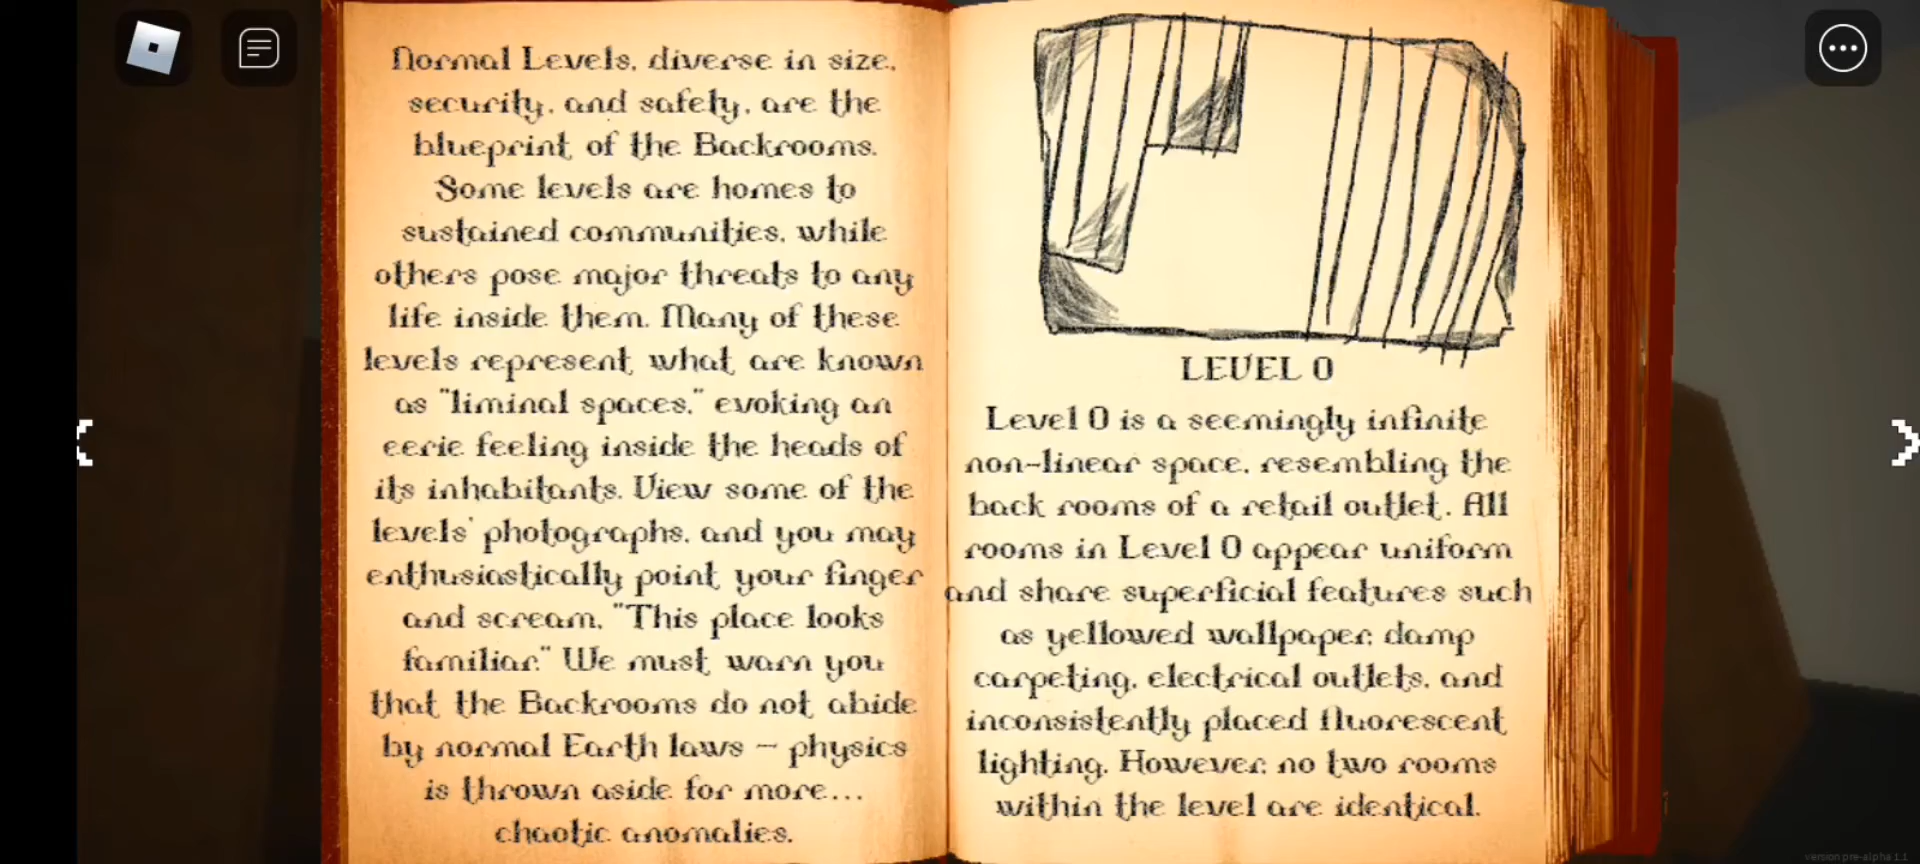 Normal Levels, diverse in size,
security, and safety, are the
blueprint of the Backrooms.
Some levels are homes to
sustained communities, while
others pose major threats to any
life inside them. Many of these
levels represent what are known
as "liminal spaces," evoking an
eerie feeling inside the heads of
its inhabitants. View some of the
levels' photographs, and you may
enthusiastically point your finger
and scream, "This place looks
familiar." We must warn you
that the Backrooms do not abide
by normal Earth laws - physics
is thrown aside for more...
chaotic anomalies.
LEVEL 0
Level 0 is a seemingly infinite
non-linear space, resembling the
back rooms of a retail outlet. All
rooms in Level 0 appear uniform
and share superficial features such
as yellowed wallpaper, damp
carpeting, electrical outlets, and
inconsistently placed fluorescent
lighting. However, no two rooms
within the level are identical.
version pre-alpha 1.1